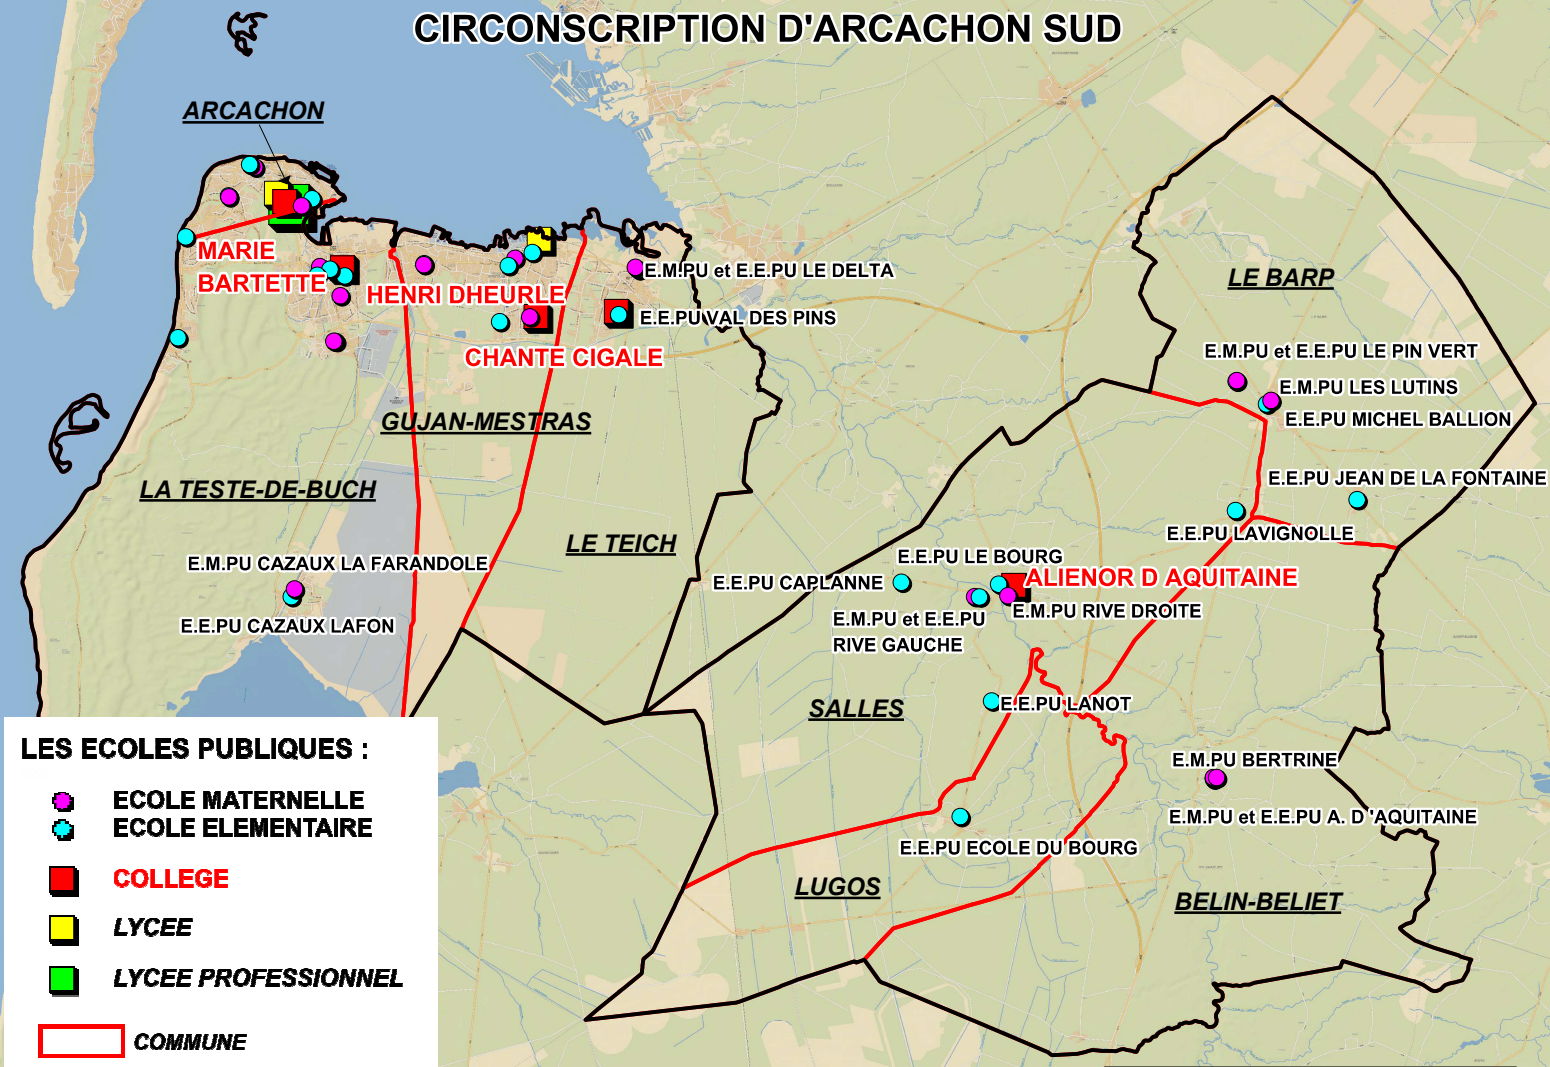 CIRCONSCRIPTION D'ARCACHON SUD
ARCACHON
MARIE
BARTETTE
HENRI DHEURLE
E.M.PU et E.E.PU LE DELTA
E.E.PU VAL DES PINS
CHANTE CIGALE
LE BARP
E.M.PU et E.E.PU LE PIN VERT
E.M.PU LES LUTINS
E.E.PU MICHEL BALLION
GUJAN-MESTRAS
LA TESTE-DE-BUCH
E.E.PU JEAN DE LA FONTAINE
E.E.PU LAVIGNOLLE
LE TEICH
E.M.PU CAZAUX LA FARANDOLE
E.E.PU CAZAUX LAFON
E.E.PU LE BOURG
E.E.PU CAPLANNE
ALIENOR D AQUITAINE
E.M.PU RIVE DROITE
E.M.PU et E.E.PU
RIVE GAUCHE
SALLES
E.E.PU LANOT
E.M.PU BERTRINE
E.M.PU et E.E.PU A. D 'AQUITAINE
E.E.PU ECOLE DU BOURG
LUGOS
BELIN-BELIET
LES ECOLES PUBLIQUES :
ECOLE MATERNELLE
ECOLE ELEMENTAIRE
COLLEGE
LYCEE
LYCEE PROFESSIONNEL
COMMUNE